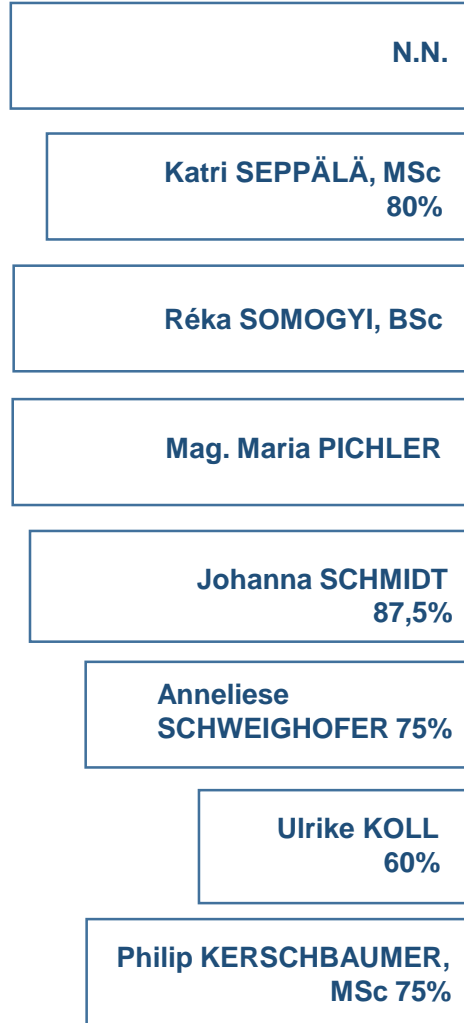 N.N.
Katri SEPPÄLÄ, MSc
80%
Réka SOMOGYI, BSc
Mag. Maria PICHLER
Johanna SCHMIDT
87,5%
Anneliese
SCHWEIGHOFER 75%
Ulrike KOLL
60%
Philip KERSCHBAUMER,
MSc 75%